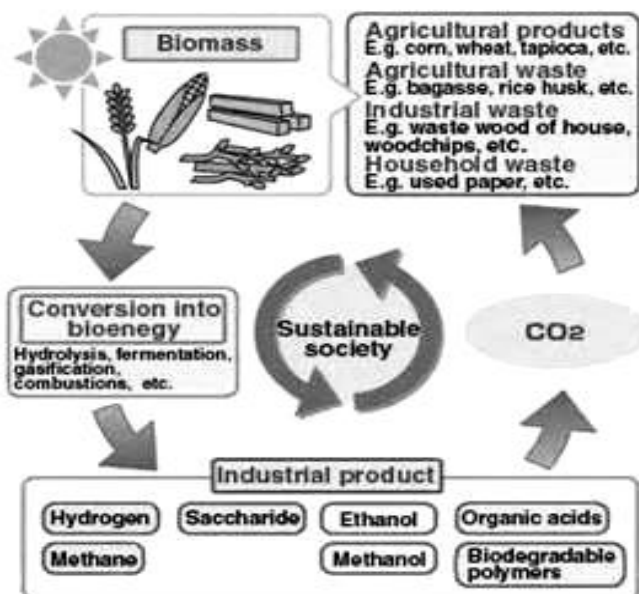 Biomass
Agricultural products
E.g. corn, wheat, tapioca, etc.
Agricultural waste
E.g. bagasse, rice husk, etc.
Industrial waste
E.g. waste wood of house,
woodchips, etc.
Household waste
E.g. used paper, etc.
Conversion into
bioenegy
Hydrolysis, fermentation,
gasification,
combustions, etc.
Sustainable
society
CO2
Industrial product
Hydrogen
Saccharide
Ethanol
Organic acids
Methane
Methanol
Biodegradable
polymers